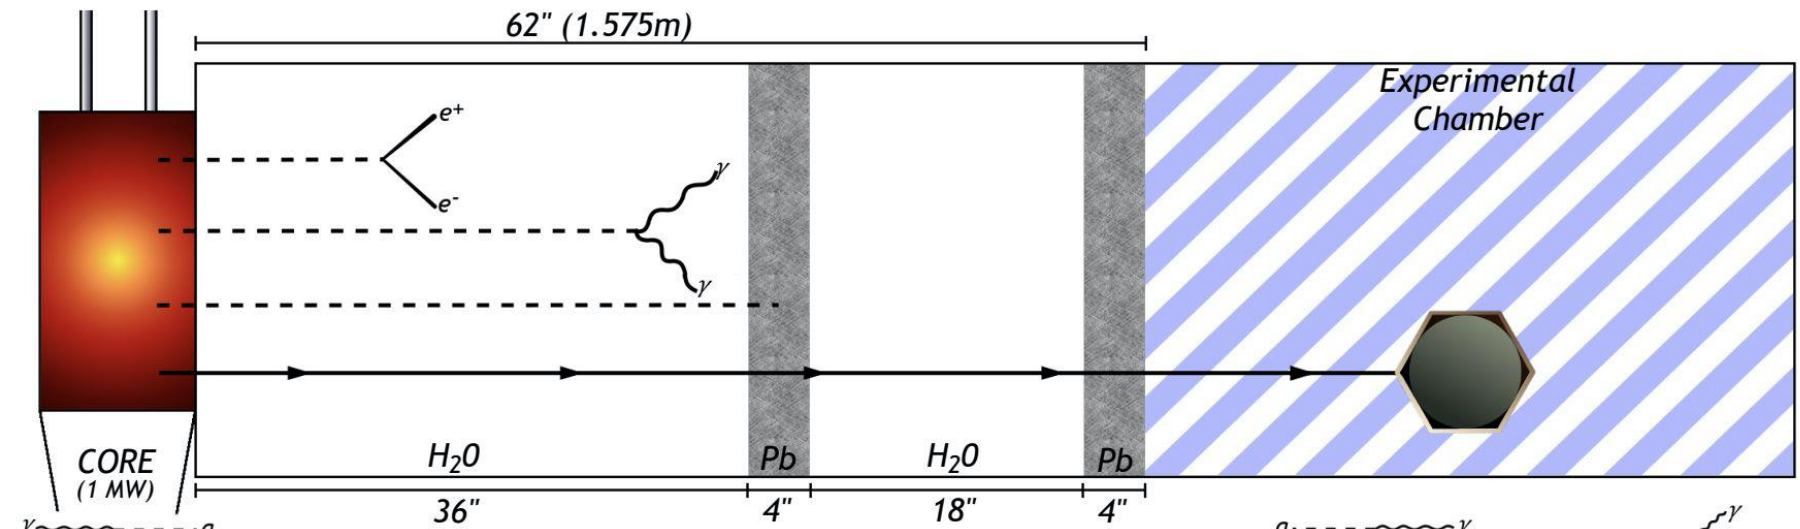 62" (1.575m)
Experimental
Chamber
e+
e-
γ
γ
H₂O
Pb
H₂O
Pb
CORE
(1 MW)
36"
4"
18"
4"
γ
a
a
γ
γ